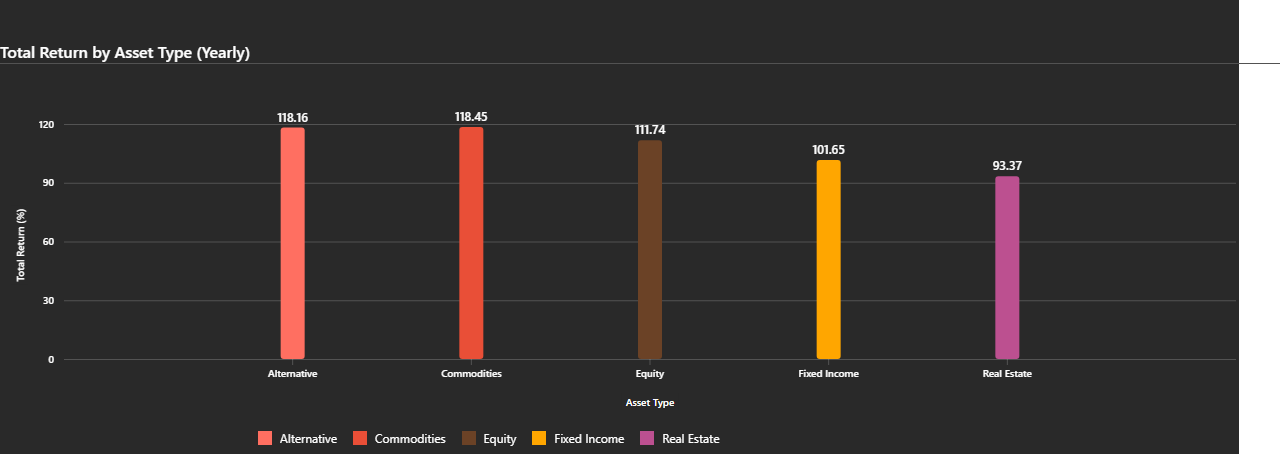 Total Return by Asset Type (Yearly)
118.16
118.45
111.74
101.65
93.37
120
90
60
30
0
Total Return (%)
Alternative
Commodities
Equity
Fixed Income
Real Estate
Asset Type
Alternative
Commodities
Equity
Fixed Income
Real Estate